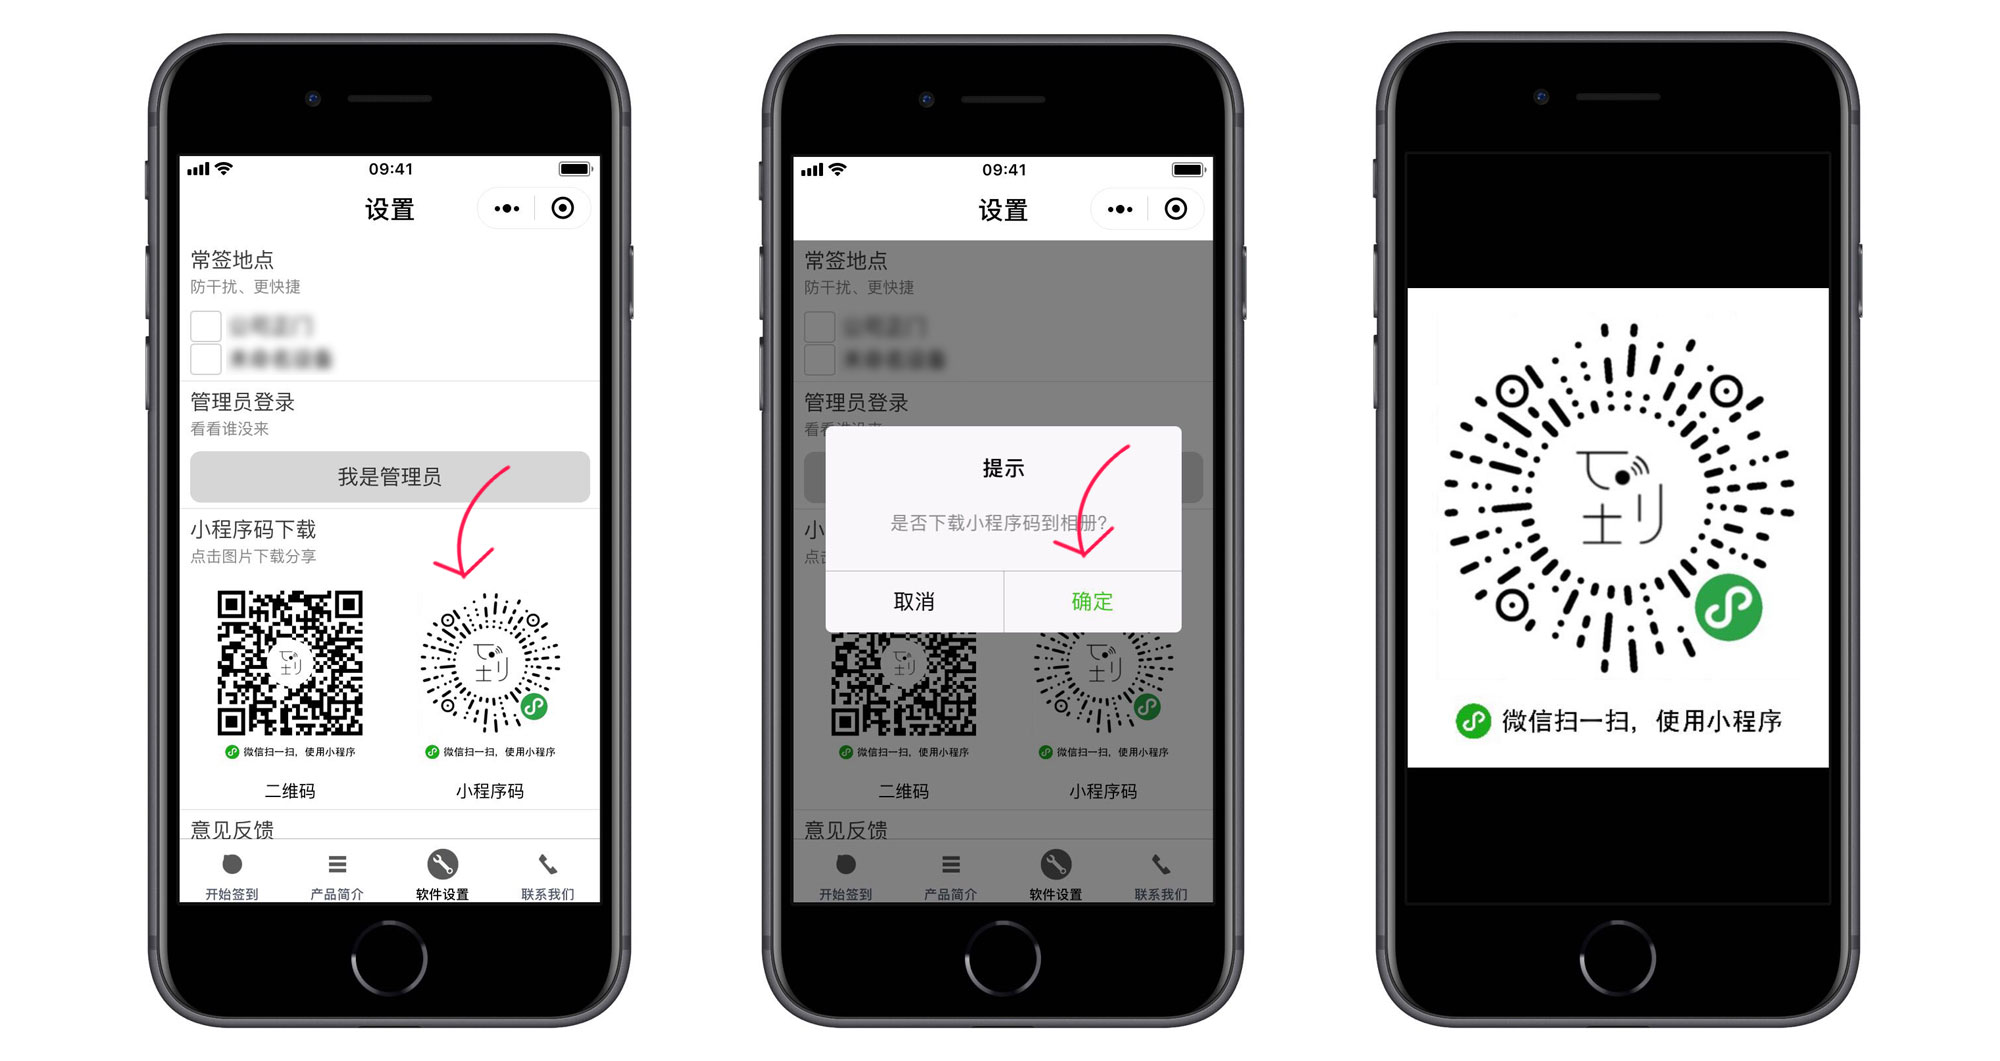 09:41
设置
常签地点
防干扰、更快捷
管理员登录
看看谁没来
我是管理员
小程序码下载
点击图片下载分享
微信扫一扫，使用小程序
微信扫一扫，使用小程序
二维码
小程序码
意见反馈
开始签到
产品简介
软件设置
联系我们
09:41
设置
常签地点
防干扰、更快捷
管理员登录
提示
是否下载小程序码到相册?
取消
确定
微信扫一扫，使用小程序
微信扫一扫，使用小程序
二维码
小程序码
意见反馈
开始签到
产品简介
软件设置
联系我们
微信扫一扫，使用小程序